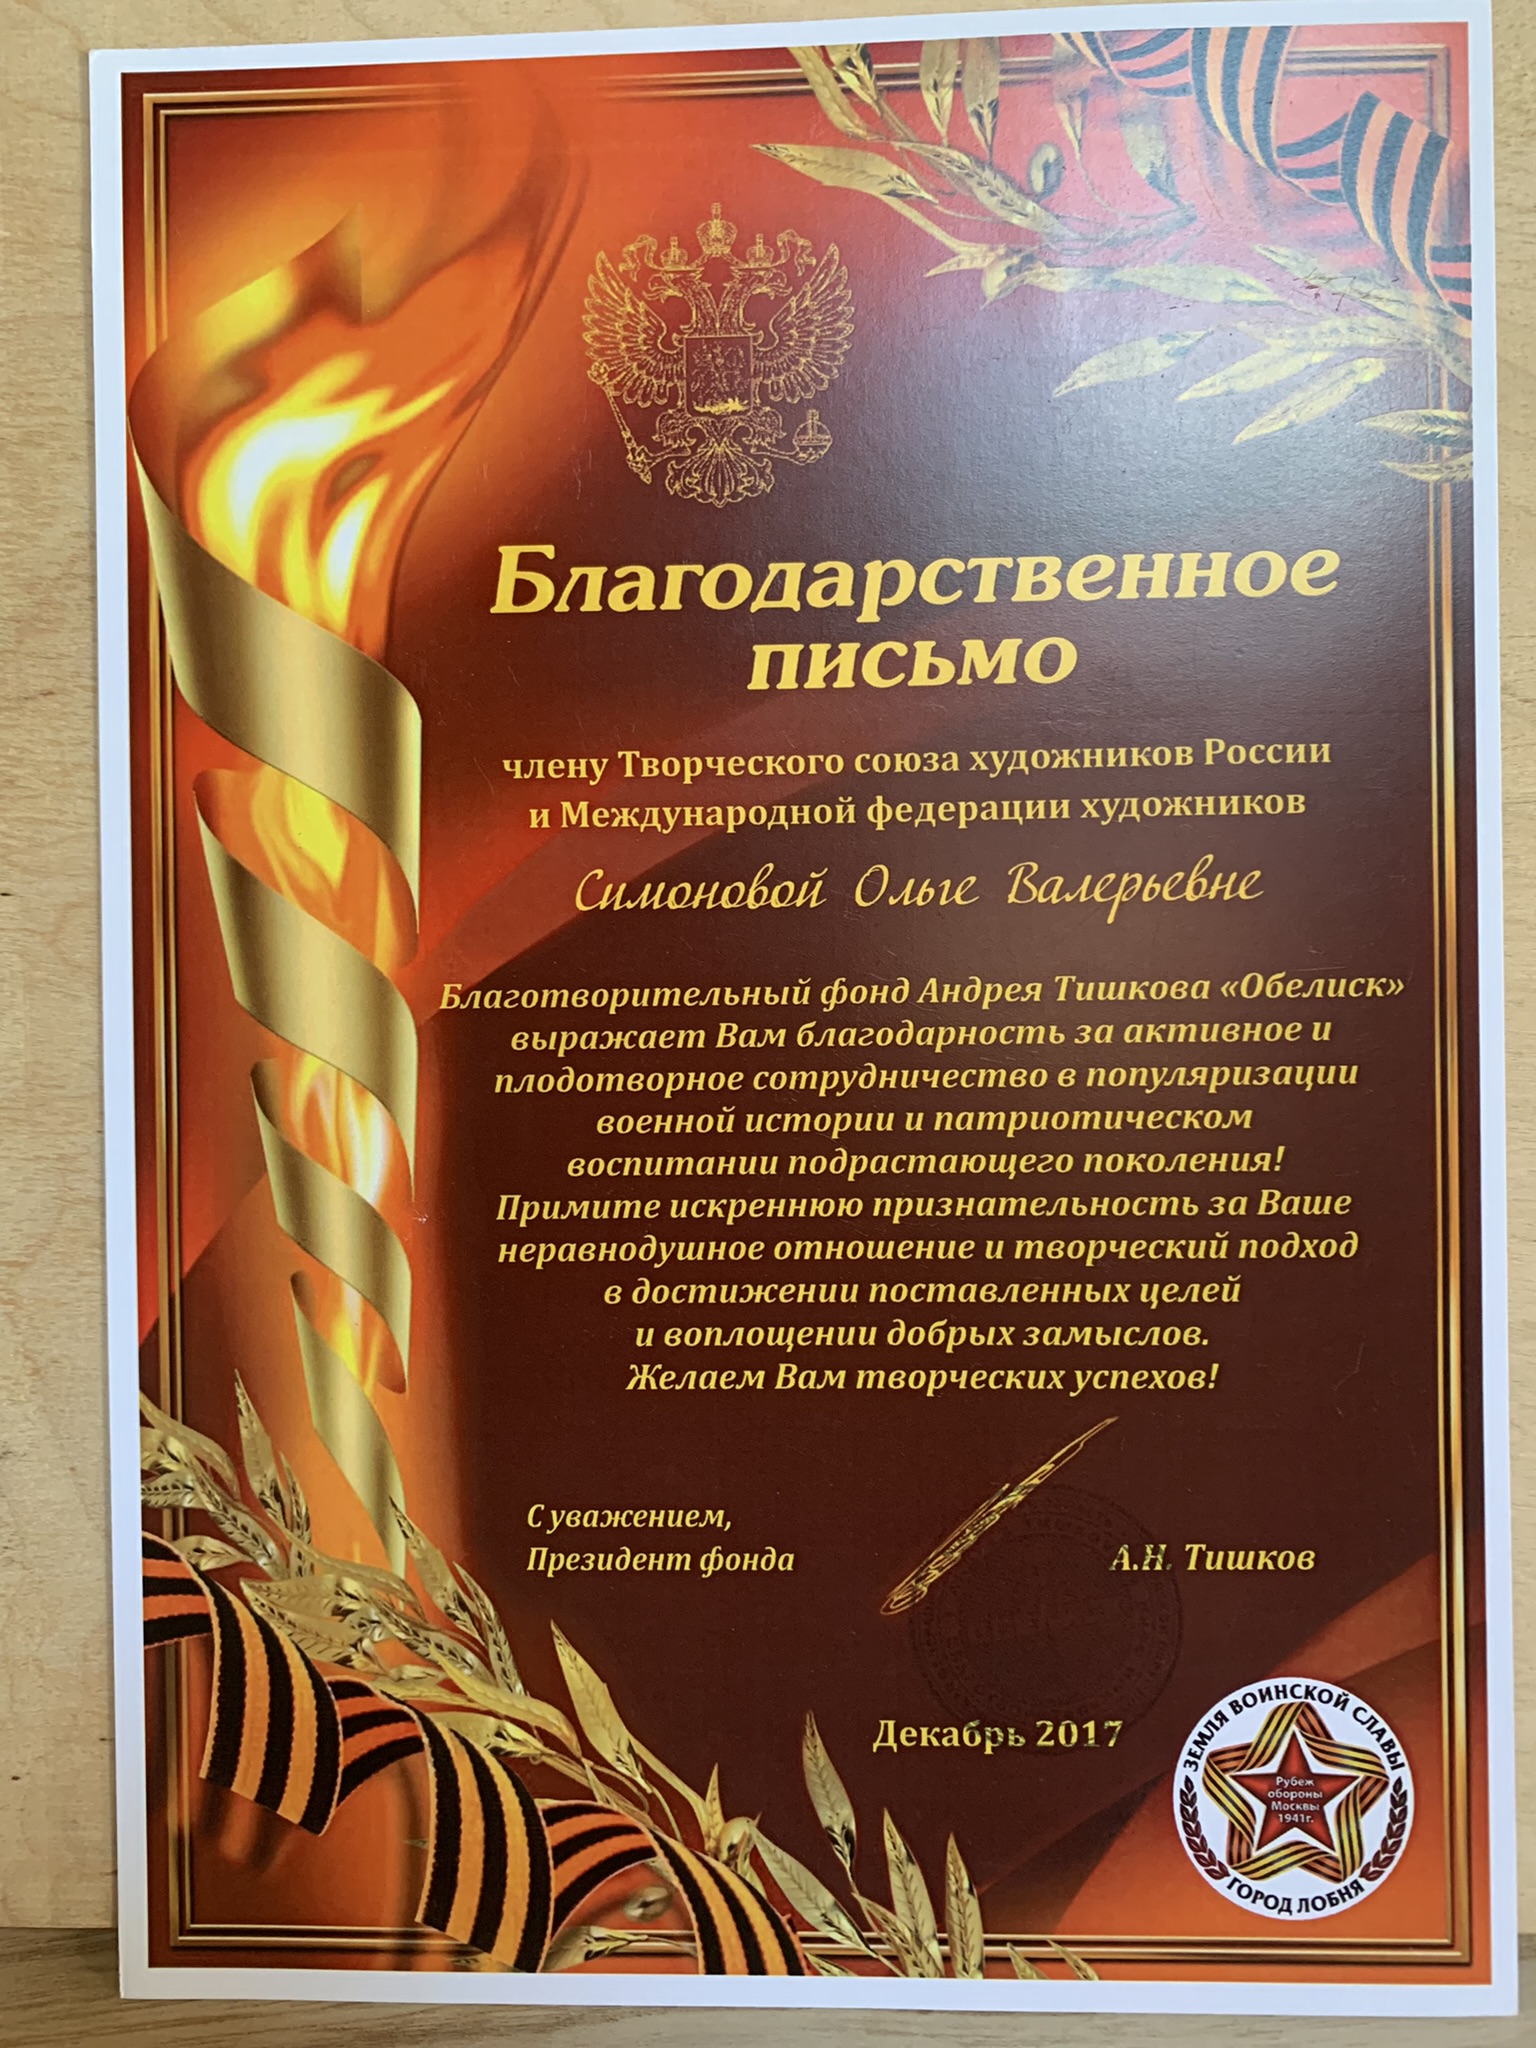 Благодарственное
письмо
члену Творческого союза художников России
и Международной федерации художников
Симоновой Ольге Валерьевне
Благотворительный фонд Андрея Тишкова «Обелиск»
выражает Вам благодарность за активное и
плодотворное сотрудничество в популяризации
военной истории и патриотическом
воспитании подрастающего поколения!
Примите искреннюю признательность за Ваше
неравнодушное отношение и творческий подход
в достижении поставленных целей
и воплощении добрых замыслов.
Желаем Вам творческих успехов!
С уважением,
Президент фонда
А.Н. Тишков
Декабрь 2017
ЗЕМЛЯ ВОИНСКОЙ СЛАВЫ
Рубеж
обороны
Москвы
1941г.
ГОРОД ЛОБНЯ